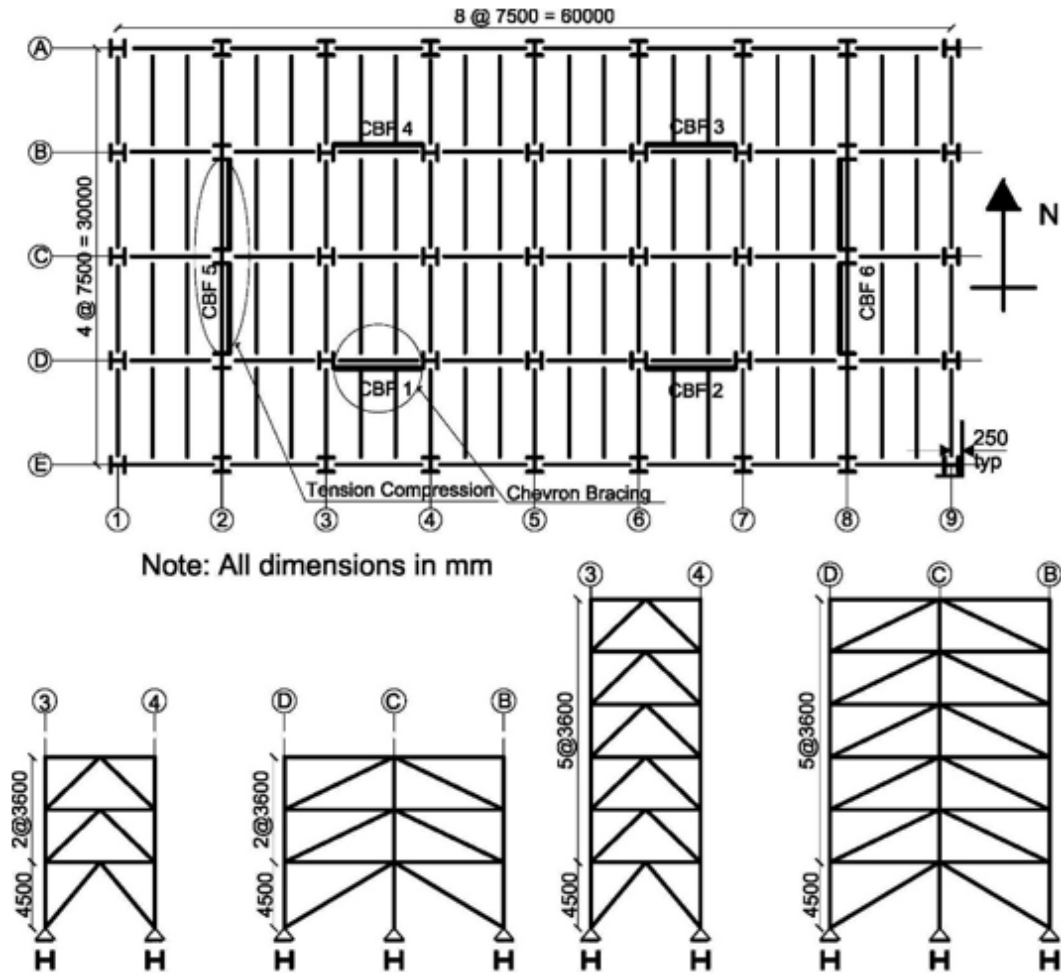 8 @ 7500 = 60000
A
B
C
D
E
4 @ 7500 = 30000
CBF 4
CBF 3
CBF 5
CBF 6
CBF 1
CBF 2
N
250
typ
Tension Compression
Chevron Bracing
1
2
3
4
5
6
7
8
9
Note: All dimensions in mm
3
4
2@3600
4500
D
C
B
2@3600
4500
3
4
5@3600
4500
D
C
B
5@3600
4500